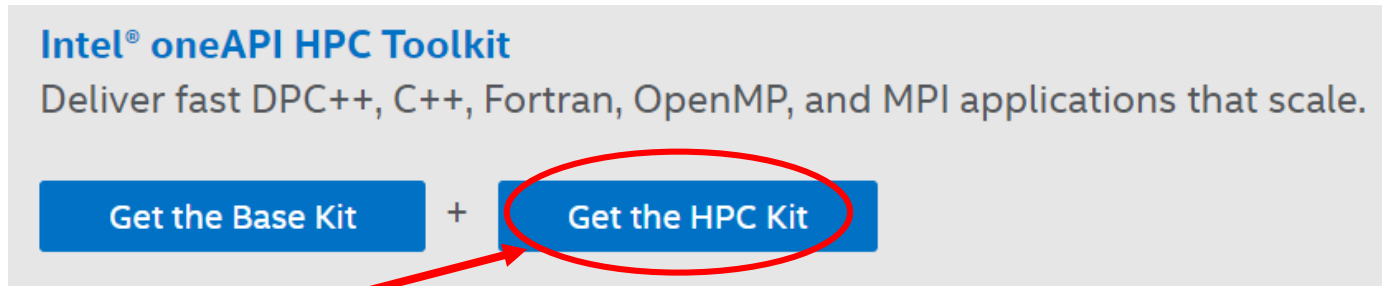 Intel® oneAPI HPC Toolkit
Deliver fast DPC++, C++, Fortran, OpenMP, and MPI applications that scale.
Get the Base Kit + Get the HPC Kit